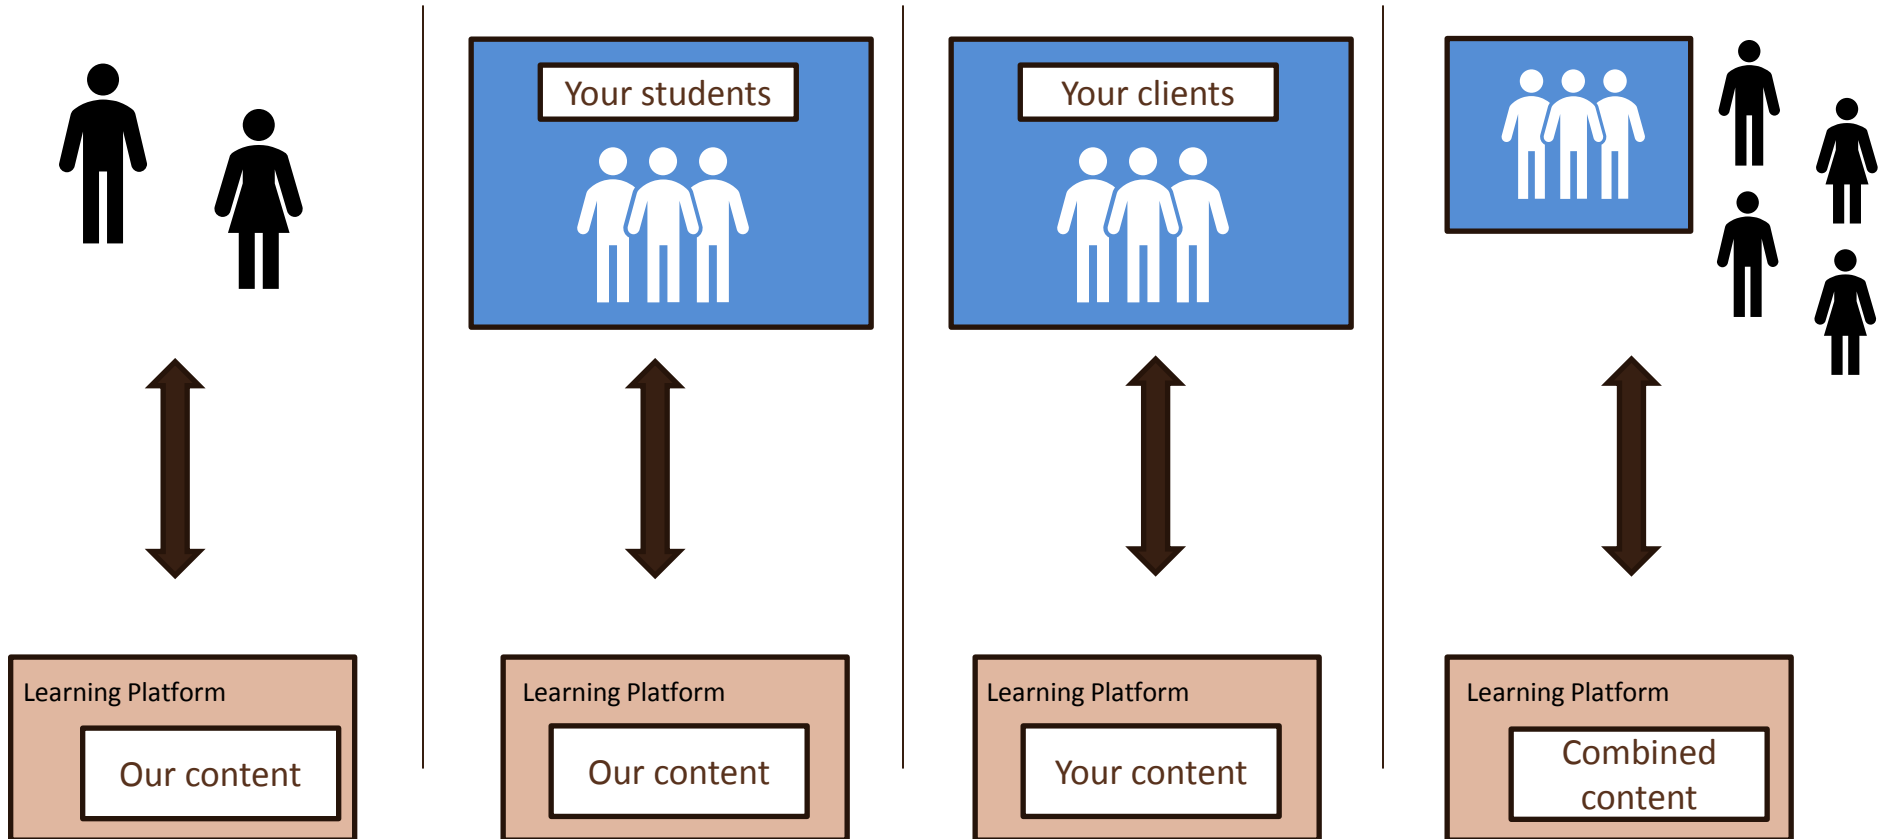 Your students
Your clients
Learning Platform
Our content
Learning Platform
Our content
Learning Platform
Your content
Learning Platform
Combined
content